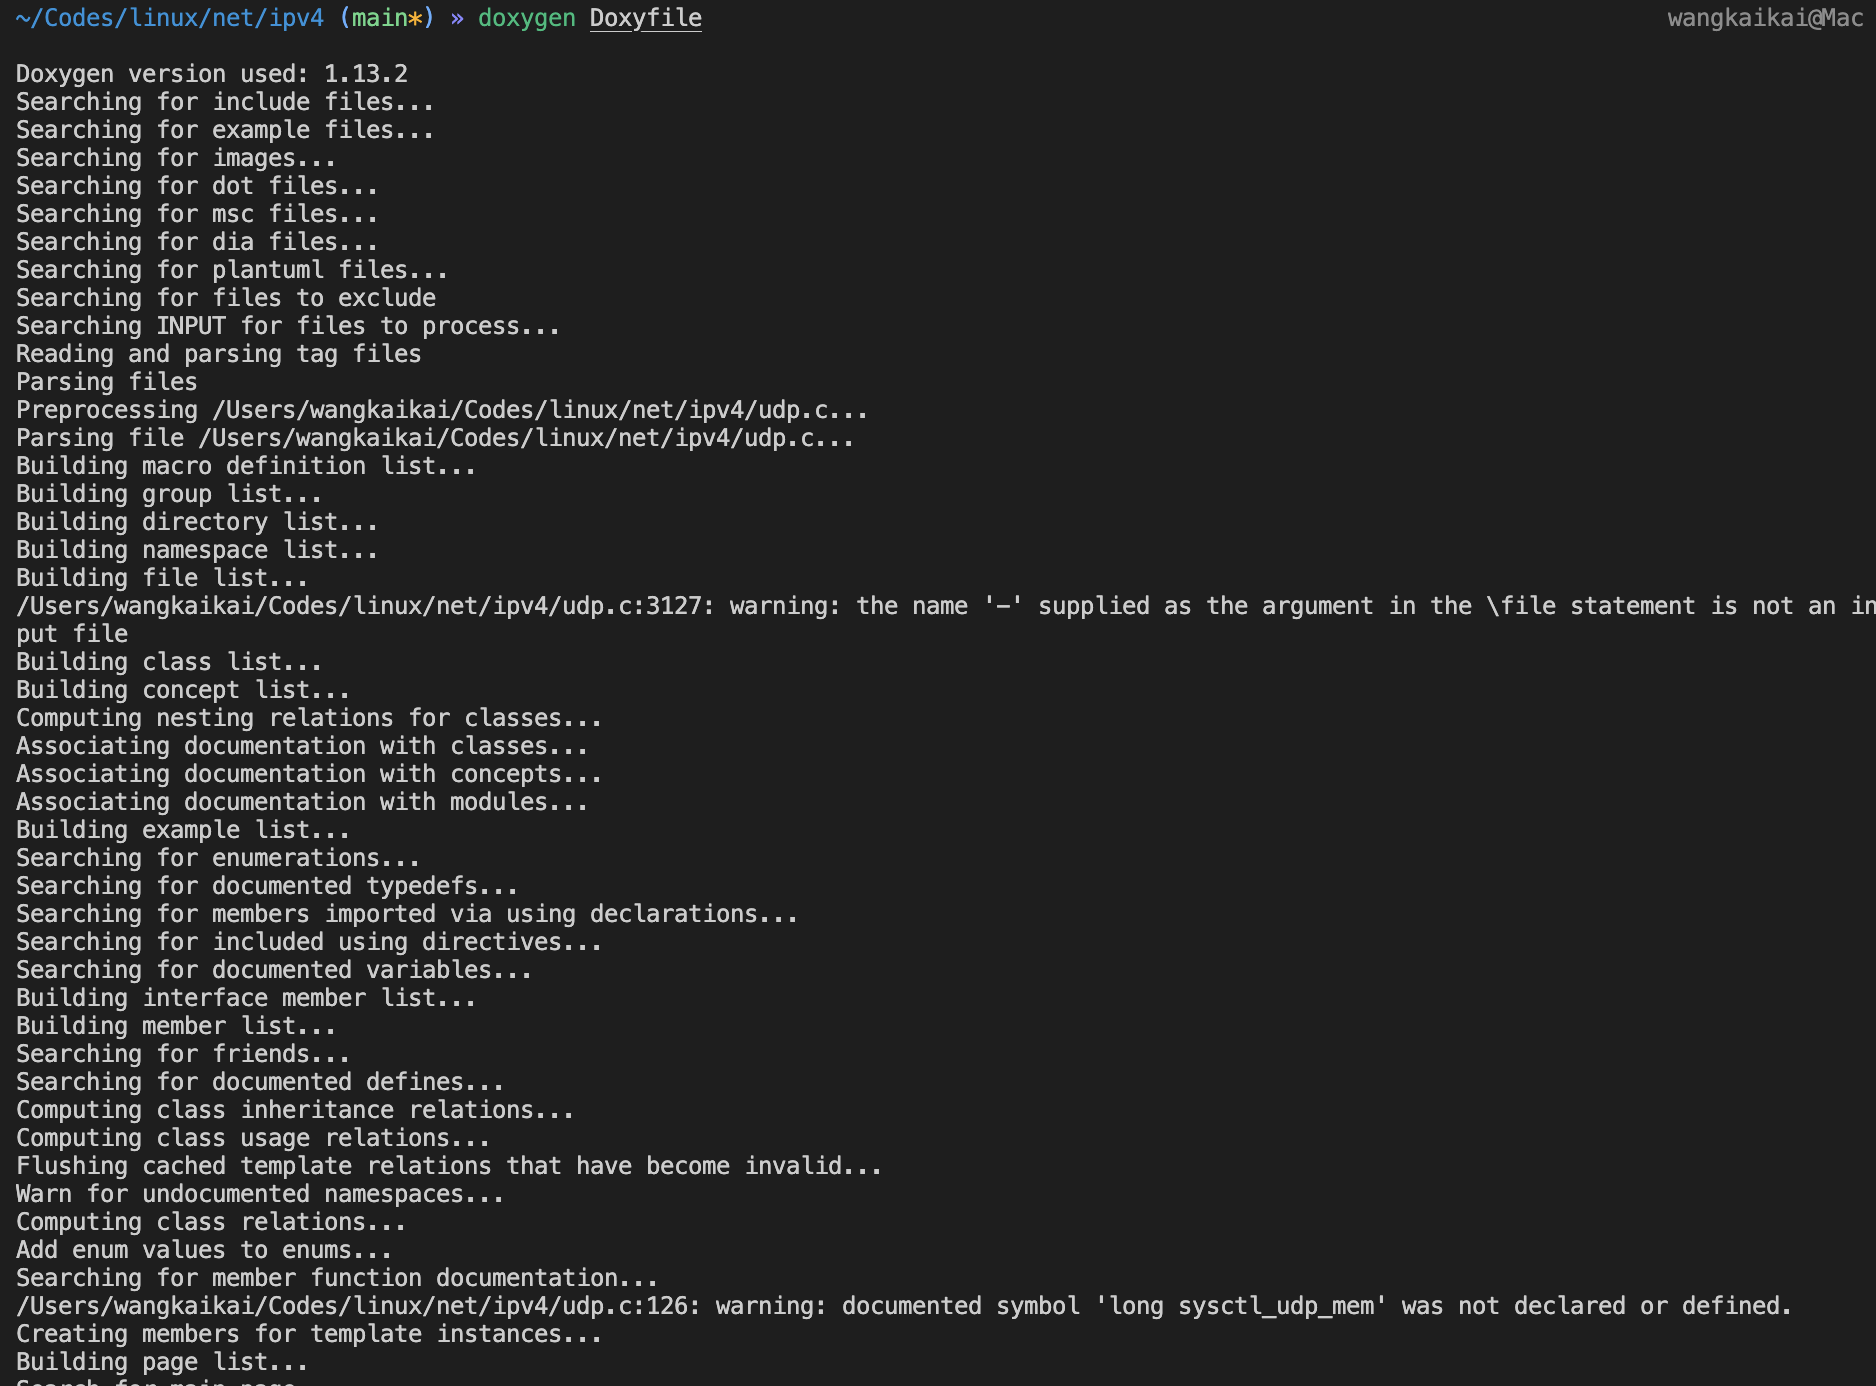 ~/Codes/linux/net/ipv4 (main*) » doxygen Doxyfile wangkaikai@Mac
Doxygen version used: 1.13.2
Searching for include files...
Searching for example files...
Searching for images...
Searching for dot files...
Searching for msc files...
Searching for dia files...
Searching for plantuml files...
Searching for files to exclude
Searching INPUT for files to process...
Reading and parsing tag files
Parsing files
Preprocessing /Users/wangkaikai/Codes/linux/net/ipv4/udp.c...
Parsing file /Users/wangkaikai/Codes/linux/net/ipv4/udp.c...
Building macro definition list...
Building group list...
Building directory list...
Building namespace list...
Building file list...
/Users/wangkaikai/Codes/linux/net/ipv4/udp.c:3127: warning: the name '-' supplied as the argument in the \file statement is not an in
put file
Building class list...
Building concept list...
Computing nesting relations for classes...
Associating documentation with classes...
Associating documentation with concepts...
Associating documentation with modules...
Building example list...
Searching for enumerations...
Searching for documented typedefs...
Searching for members imported via using declarations...
Searching for included using directives...
Searching for documented variables...
Building interface member list...
Building member list...
Searching for friends...
Searching for documented defines...
Computing class inheritance relations...
Computing class usage relations...
Flushing cached template relations that have become invalid...
Warn for undocumented namespaces...
Computing class relations...
Add enum values to enums...
Searching for member function documentation...
/Users/wangkaikai/Codes/linux/net/ipv4/udp.c:126: warning: documented symbol 'long sysctl_udp_mem' was not declared or defined.
Creating members for template instances...
Building page list...
Search for main page